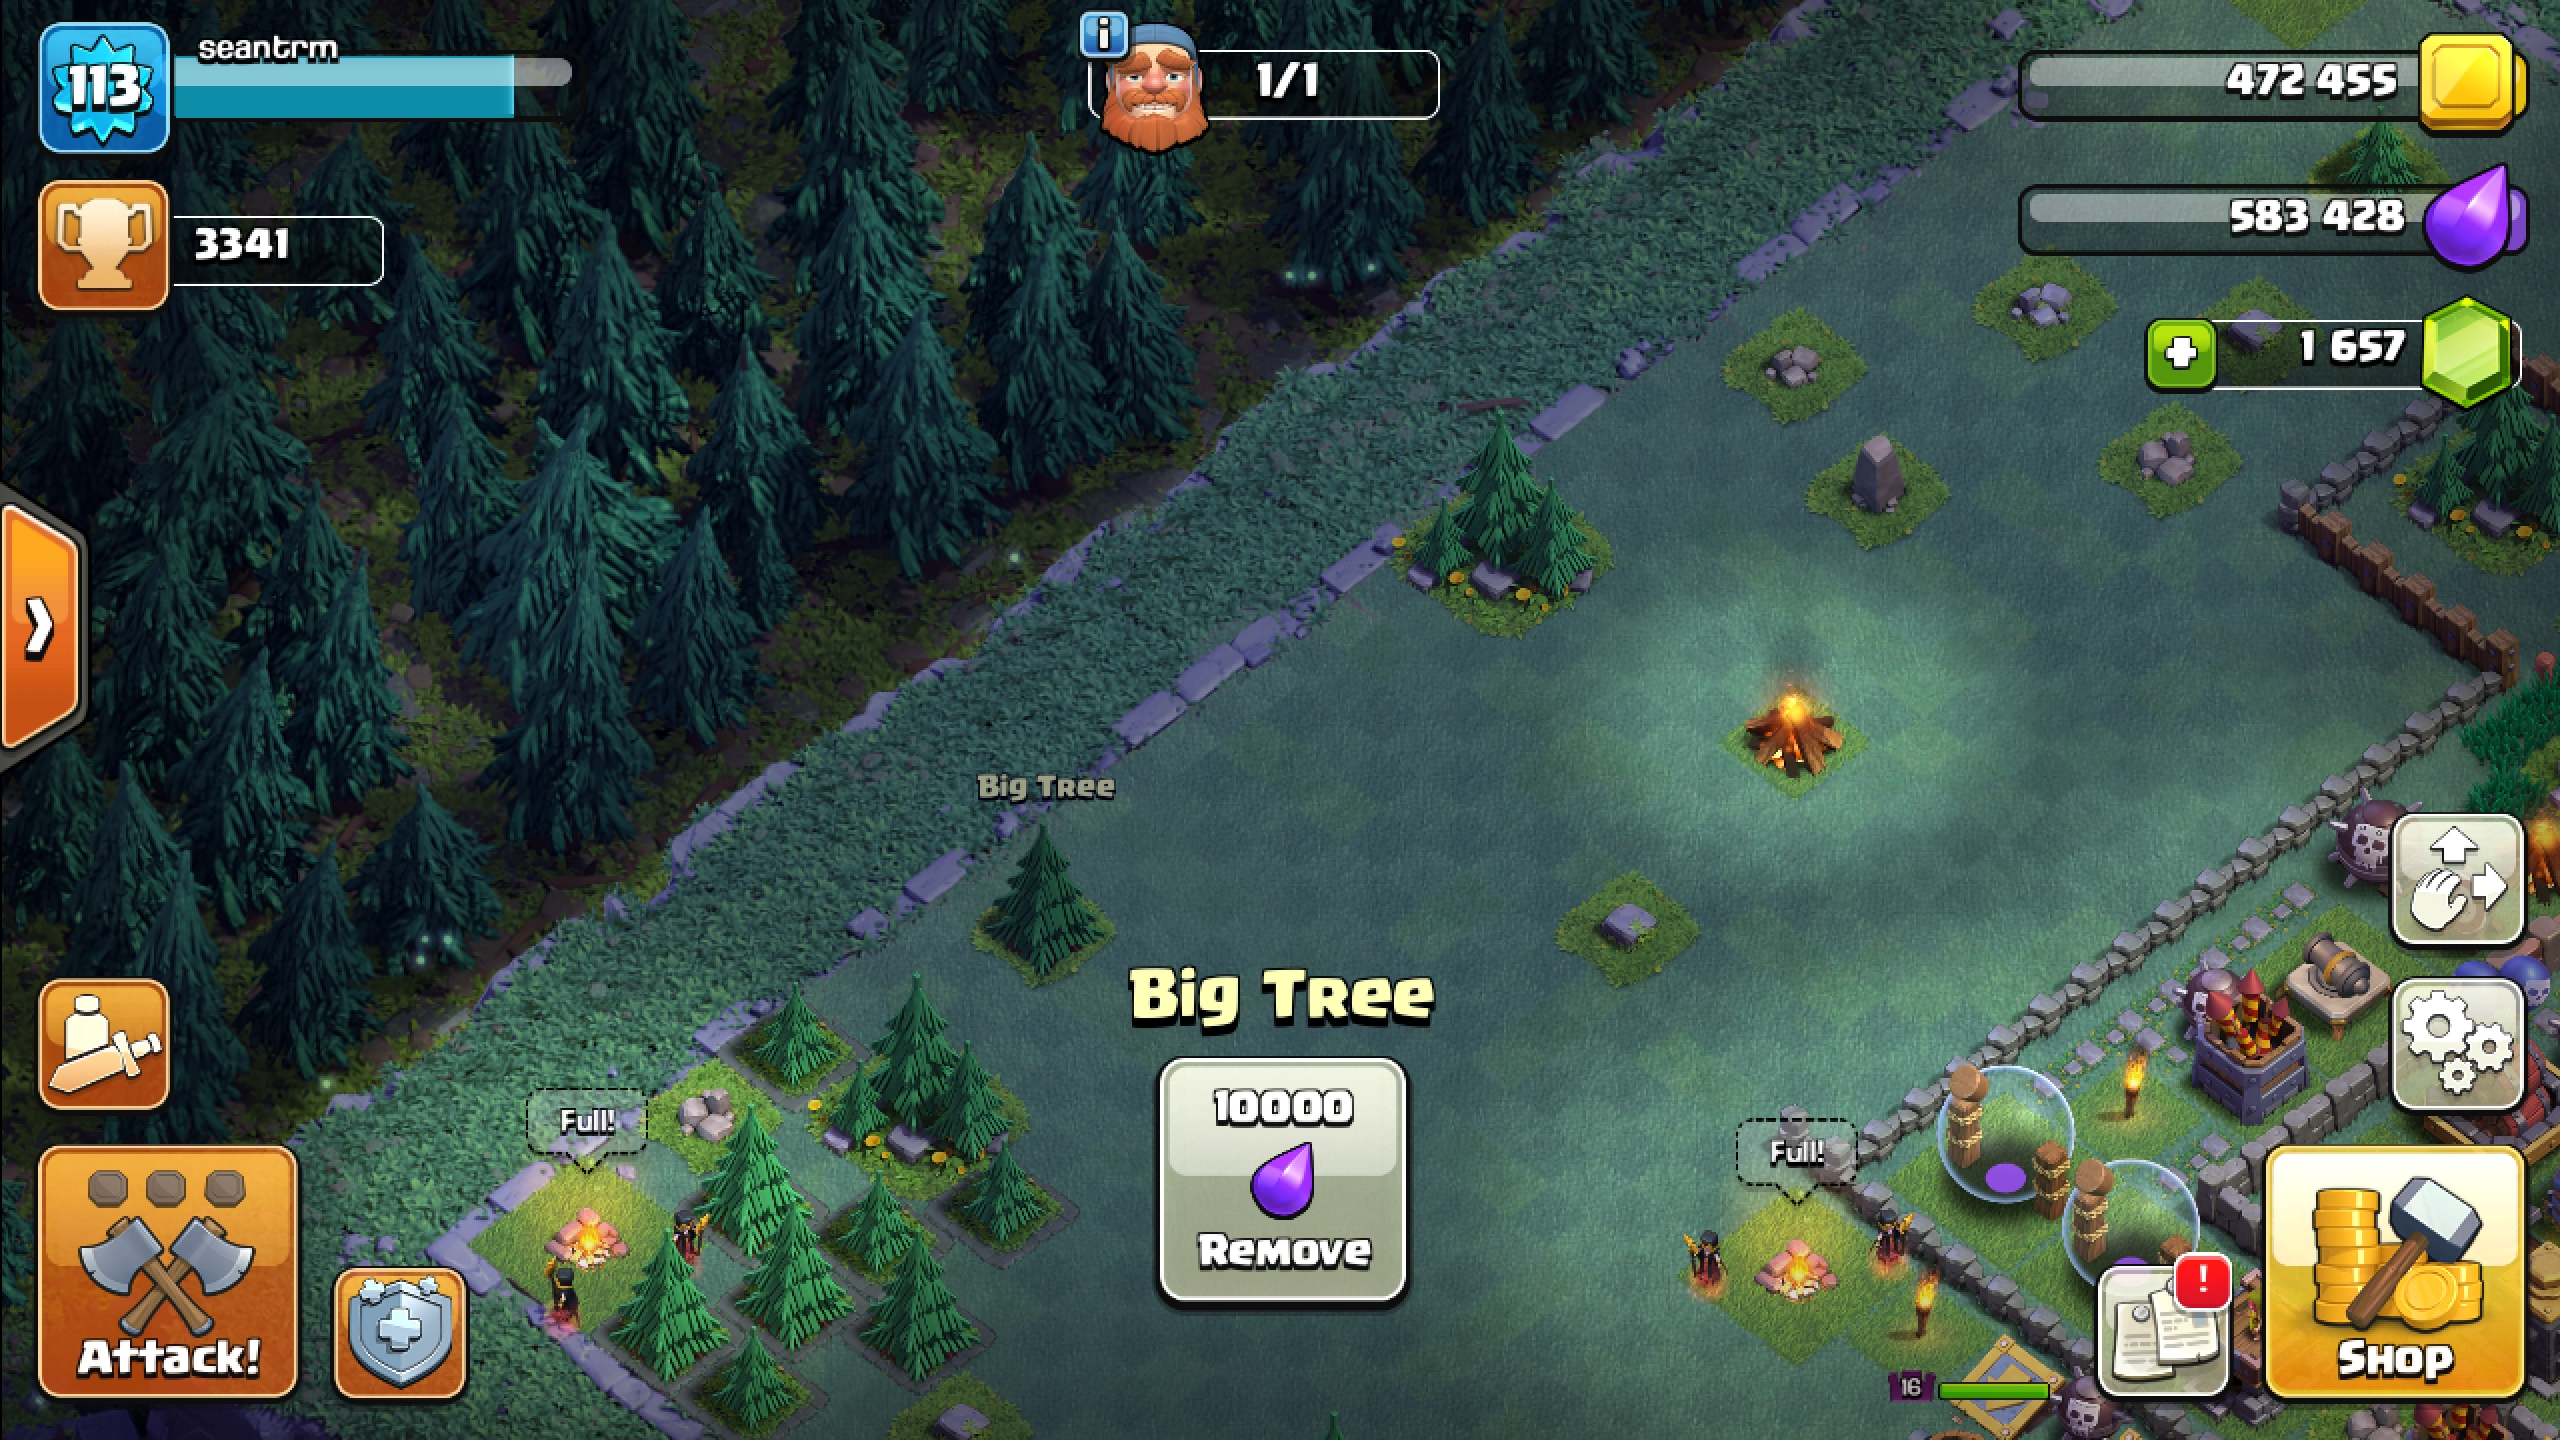 113
seantrm
i
1/1
472 455
3341
583 428
1 657
Big Tree
Big Tree
Full!
10000
Remove
Full!
!
Attack!
16
Shop